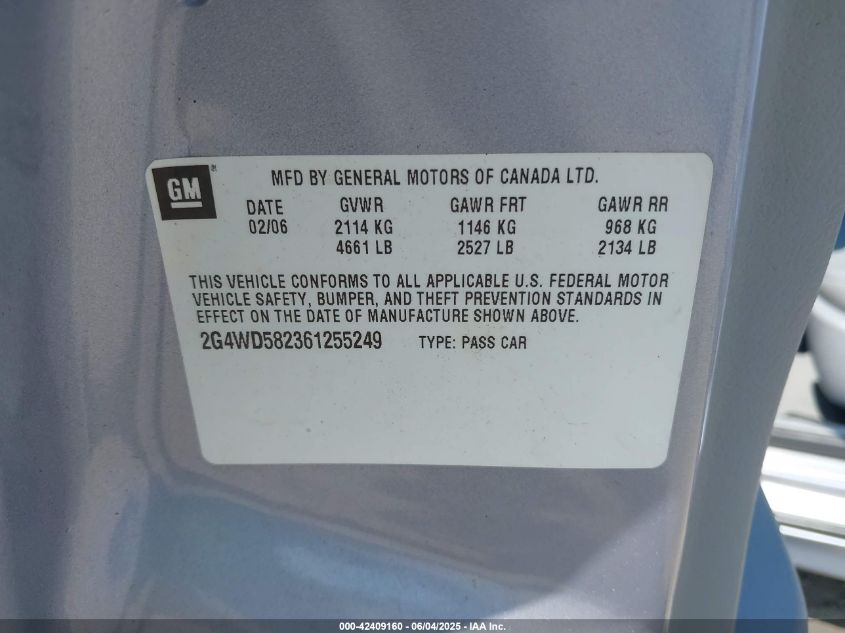 GM
MFD BY GENERAL MOTORS OF CANADA LTD.
DATE GVWR GAWR FRT GAWR RR
02/06 2114 KG 1146 KG 968 KG
4661 LB 2527 LB 2134 LB
THIS VEHICLE CONFORMS TO ALL APPLICABLE U.S. FEDERAL MOTOR
VEHICLE SAFETY, BUMPER, AND THEFT PREVENTION STANDARDS IN
EFFECT ON THE DATE OF MANUFACTURE SHOWN ABOVE.
2G4WD582361255249 TYPE: PASS CAR
000-42409160 - 06/04/2025 - IAA Inc.